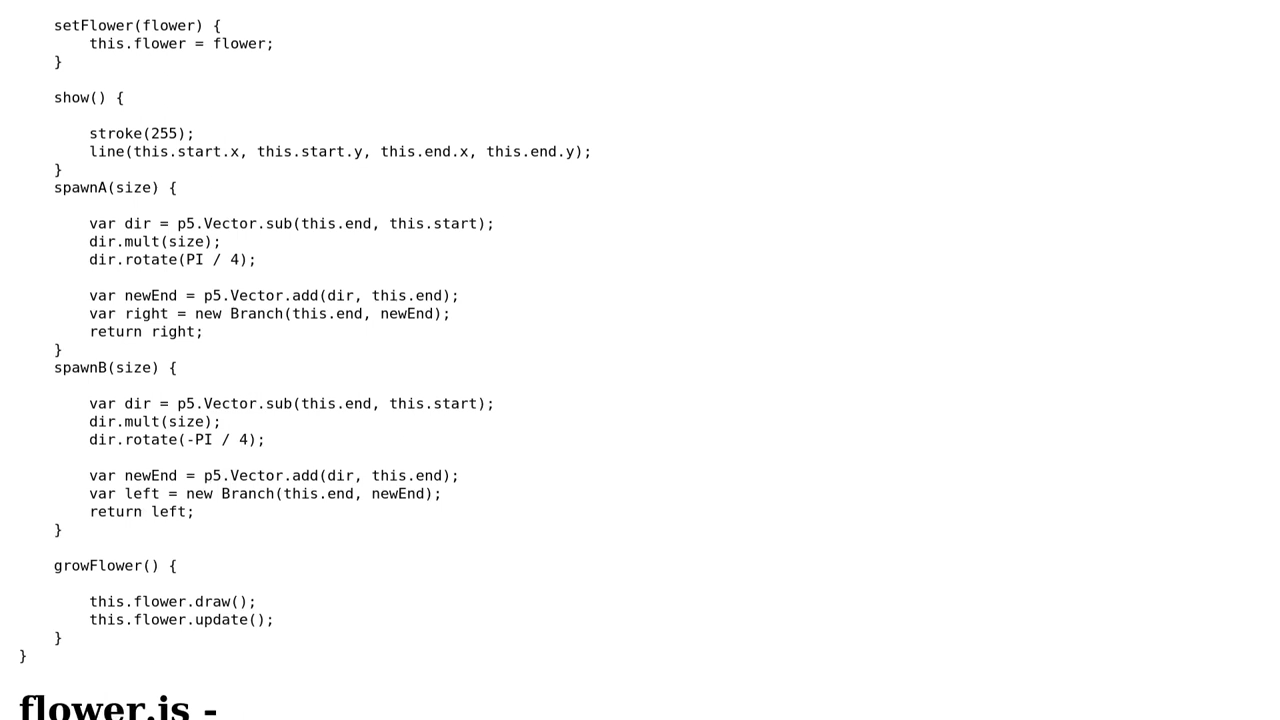 setFlower(flower) {
        this.flower = flower;
    }

    show() {

        stroke(255);
        line(this.start.x, this.start.y, this.end.x, this.end.y);
    }
    spawnA(size) {

        var dir = p5.Vector.sub(this.end, this.start);
        dir.mult(size);
        dir.rotate(PI / 4);

        var newEnd = p5.Vector.add(dir, this.end);
        var right = new Branch(this.end, newEnd);
        return right;
    }
    spawnB(size) {

        var dir = p5.Vector.sub(this.end, this.start);
        dir.mult(size);
        dir.rotate(-PI / 4);

        var newEnd = p5.Vector.add(dir, this.end);
        var left = new Branch(this.end, newEnd);
        return left;
    }

    growFlower() {

        this.flower.draw();
        this.flower.update();
    }
}

flower.js -